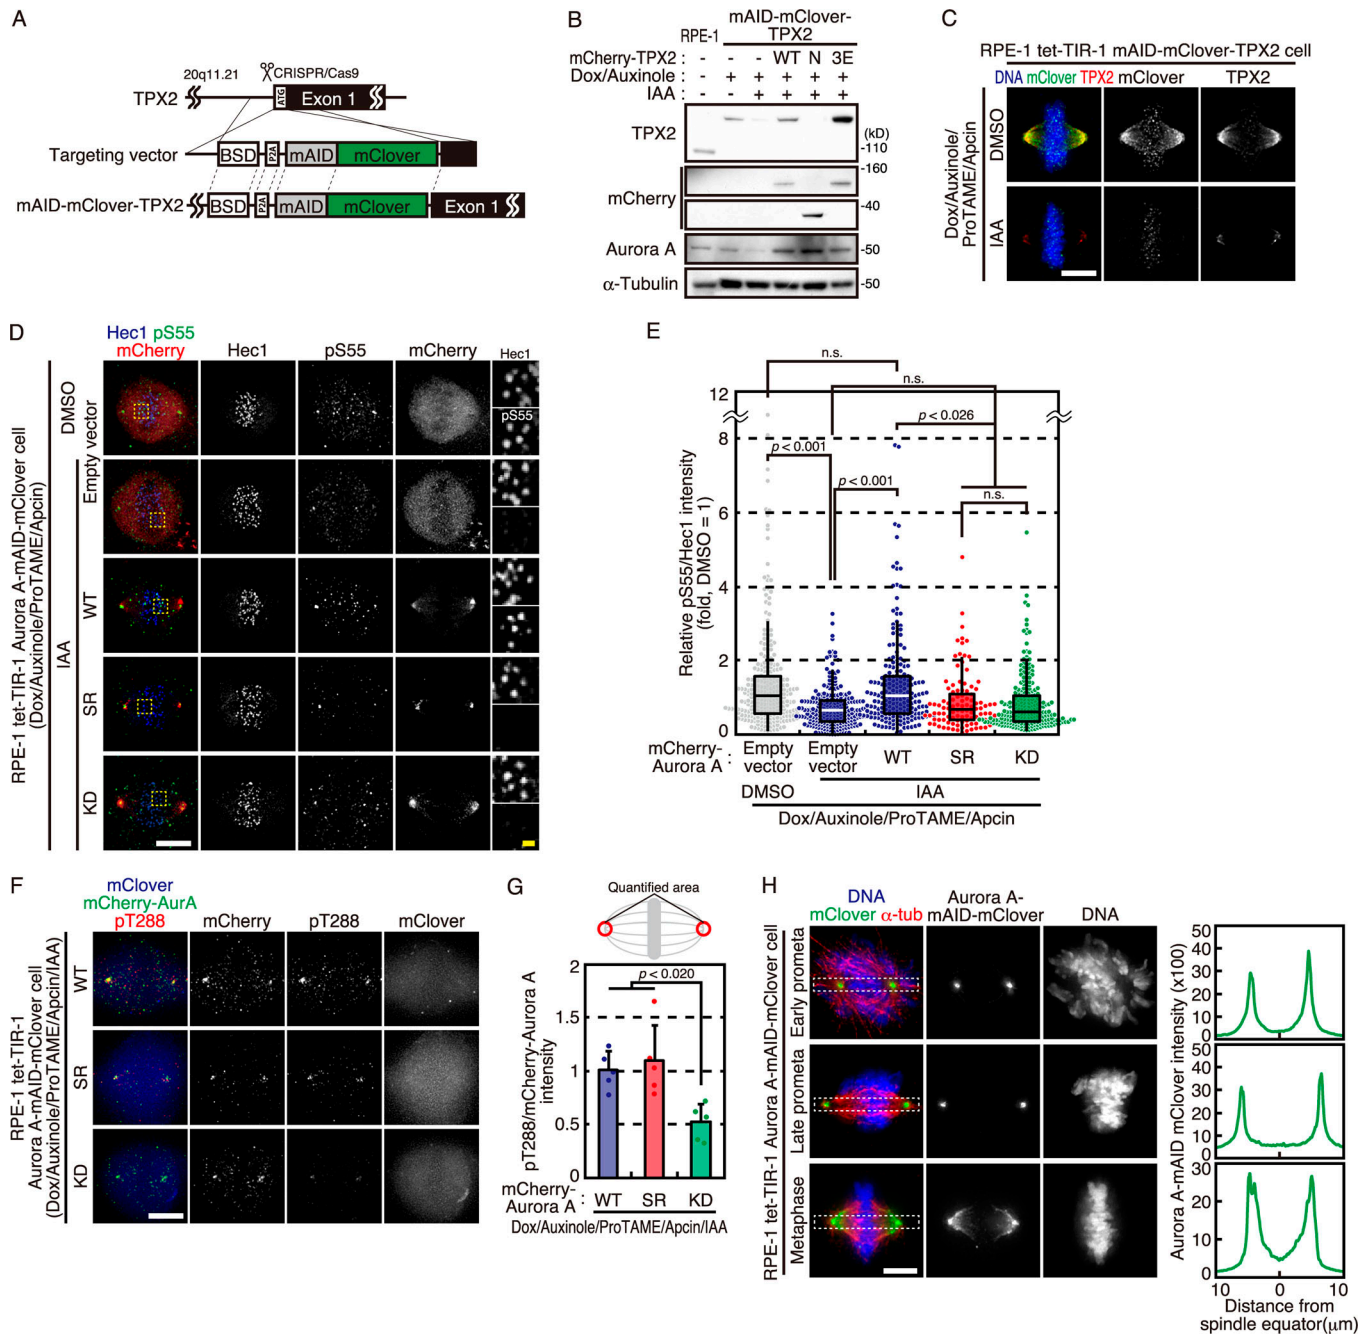 A
20q11.21
CRISPR/Cas9
TPX2
ATG
Exon 1
Targeting vector
BSD
P2A
mAID
mClover
mAID-mClover-TPX2
BSD
P2A
mAID
mClover
Exon 1
B
RPE-1
mAID-mClover-
TPX2
mCherry-TPX2 : - - - WT N 3E
Dox/Auxinole : - + + + + +
IAA : - - + + + +
TPX2
(kD)
-110
-160
mCherry
-40
Aurora A
-50
α-Tubulin
-50
C
RPE-1 tet-TIR-1 mAID-mClover-TPX2 cell
DNA mClover TPX2
mClover
TPX2
Dox/Auxinole/
ProTAME/Apcin
DMSO
IAA
D
Hec1 pS55
mCherry
Hec1
pS55
mCherry
Hec1
pS55
RPE-1 tet-TIR-1 Aurora A-mAID-mClover cell
(Dox/Auxinole/ProTAME/Apcin)
DMSO
IAA
Empty vector
WT
SR
KD
E
n.s.
n.s.
p < 0.026
p < 0.001
p < 0.001
n.s.
Relative pS55/Hec1 intensity
(fold, DMSO = 1)
12
8
6
4
2
0
mCherry-
Aurora A :
Empty
vector
Empty
vector
WT
SR
KD
DMSO
IAA
Dox/Auxinole/ProTAME/Apcin
F
mClover
mCherry-AurA
pT288
mCherry
pT288
mClover
RPE-1 tet-TIR-1
Aurora A-mAID-mClover cell
(Dox/Auxinole/ProTAME/Apcin/IAA)
WT
SR
KD
G
Quantified area
p < 0.020
pT288/mCherry-Aurora A
intensity
2
1.5
1
0.5
0
mCherry-
Aurora A :
WT
SR
KD
Dox/Auxinole/ProTAME/Apcin/IAA
H
DNA
mClover α-tub
Aurora A-
mAID-mClover
DNA
RPE-1 tet-TIR-1 Aurora A-mAID-mClover cell
Early prometa
Late prometa
Metaphase
Aurora A-mAID mClover intensity (x100)
50
40
30
20
10
0
50
40
30
20
10
0
30
20
10
0
10 0 10
Distance from
spindle equator(μm)